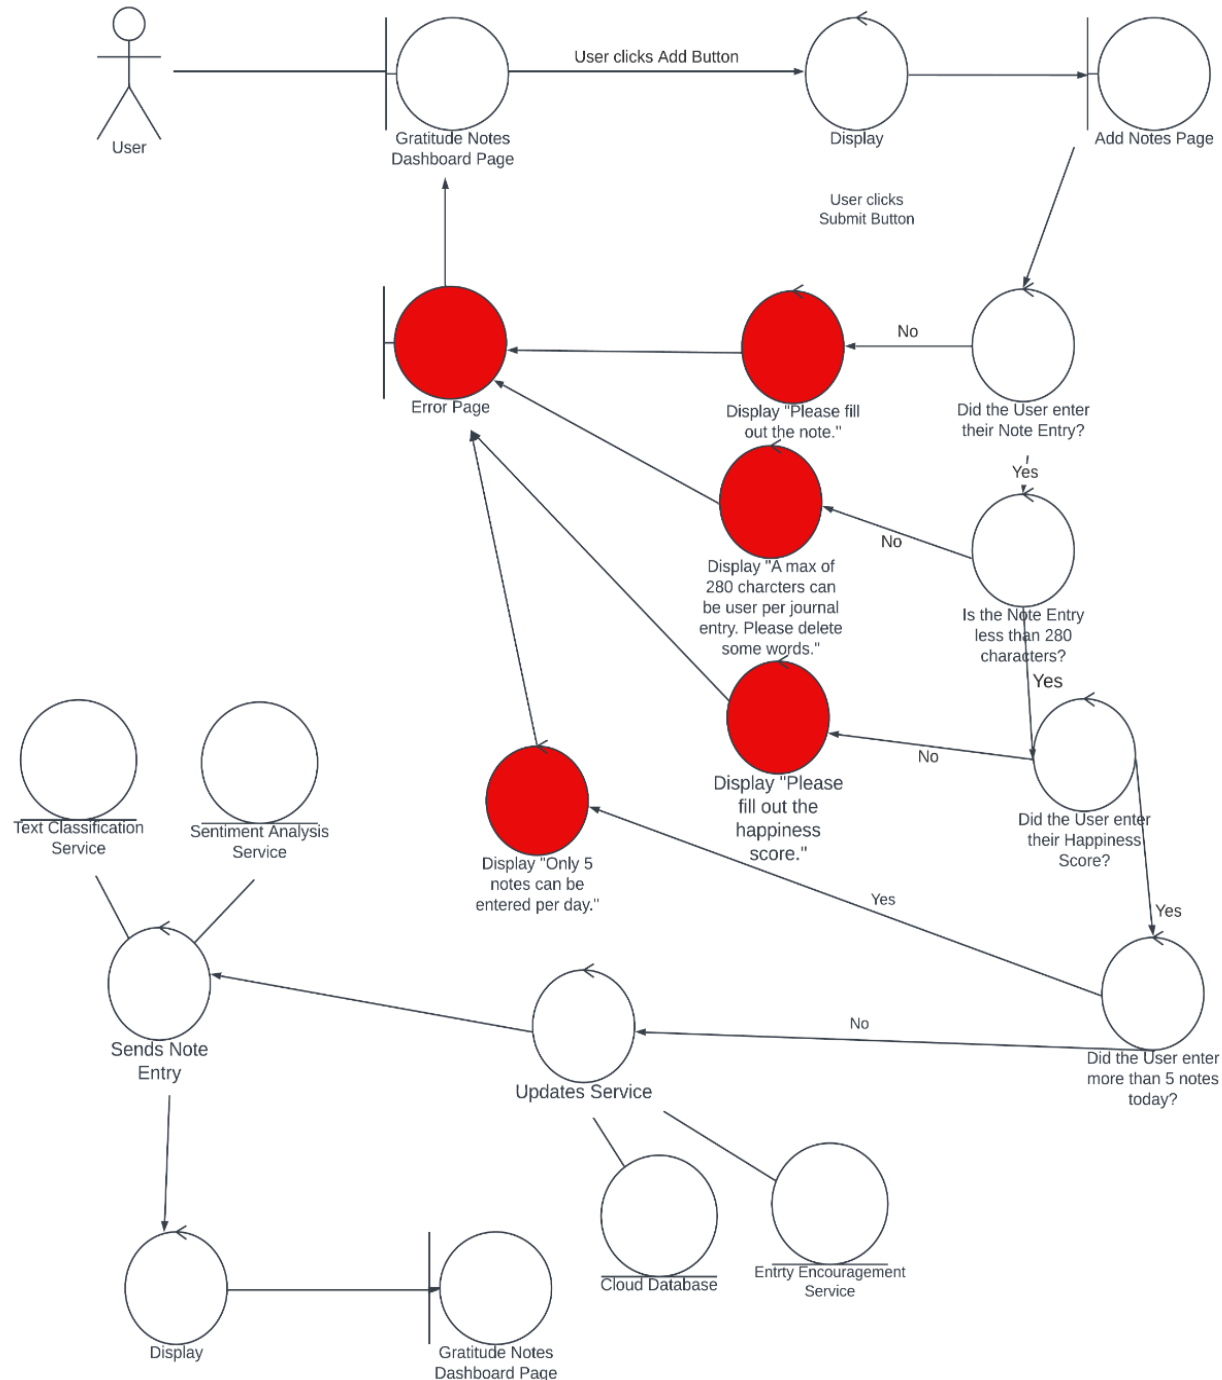 User clicks Add Button
User
Gratitude Notes
Dashboard Page
Display
Add Notes Page
User clicks
Submit Button
No
Error Page
Display "Please fill
out the note."
Did the User enter
their Note Entry?
Yes
No
Display "A max of
280 charcters can
be user per journal
entry. Please delete
some words."
Is the Note Entry
less than 280
characters?
Yes
No
Display "Please
fill out the
happiness
score."
Did the User enter
their Happiness
Score?
Text Classification
Service
Sentiment Analysis
Service
Display "Only 5
notes can be
entered per day."
Yes
Yes
No
Sends Note
Entry
Updates Service
Did the User enter
more than 5 notes
today?
Cloud Database
Entrty Encouragement
Service
Display
Gratitude Notes
Dashboard Page